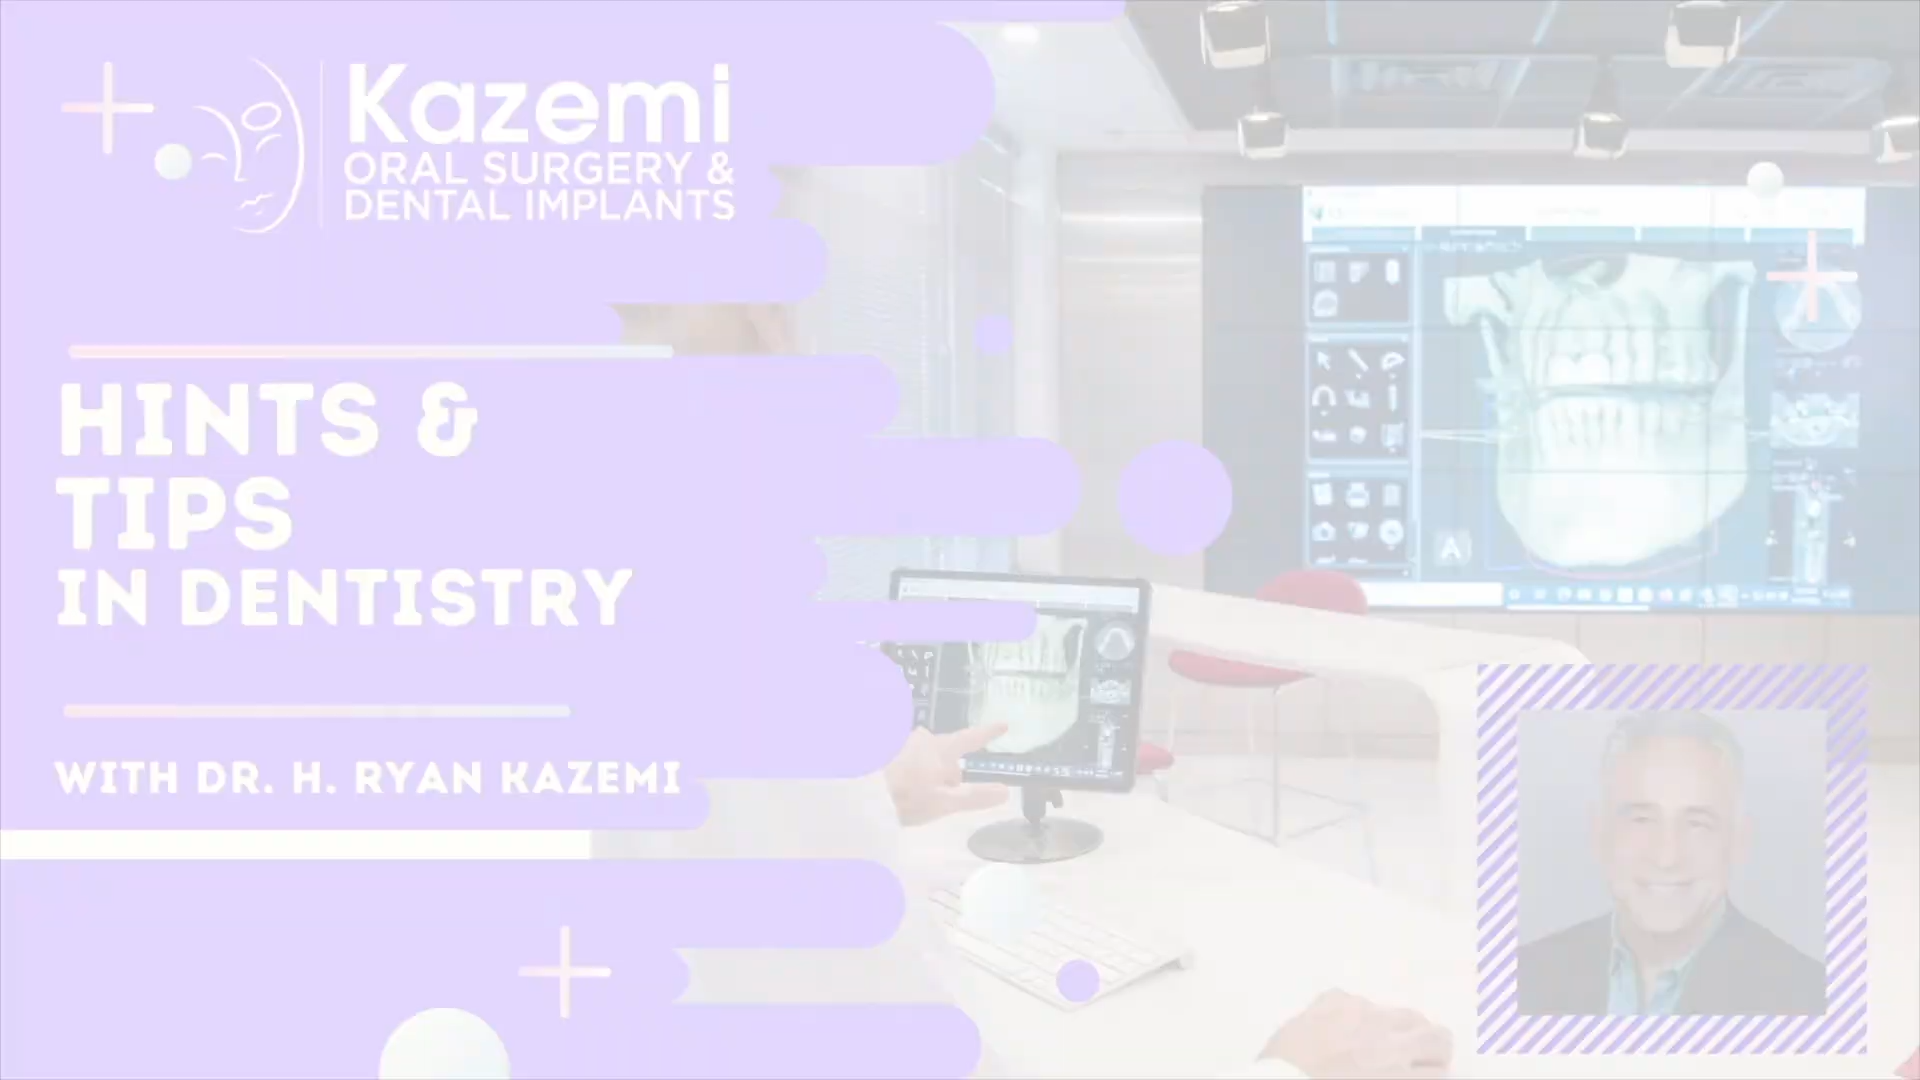 Kazemi
ORAL SURGERY &
DENTAL IMPLANTS
HINTS &
TIPS
IN DENTISTRY
WITH DR. H. RYAN KAZEMI
A